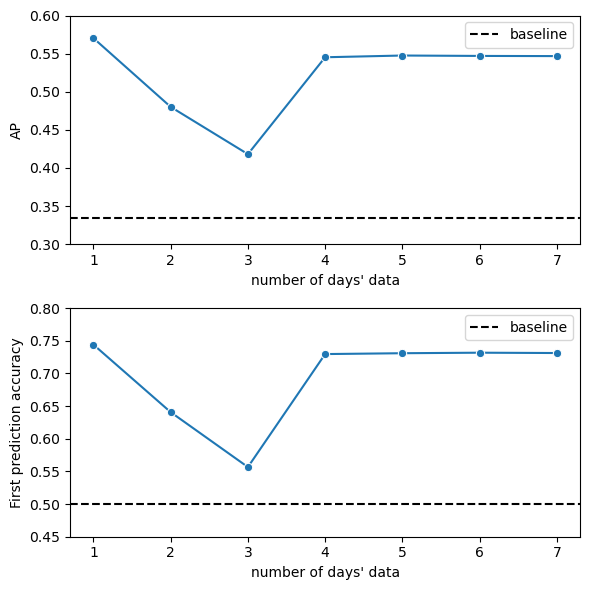 0.60
0.55
0.50
0.45
0.40
0.35
0.30
AP
baseline
1 2 3 4 5 6 7
number of days' data
0.80
0.75
0.70
0.65
0.60
0.55
0.50
0.45
First prediction accuracy
baseline
1 2 3 4 5 6 7
number of days' data